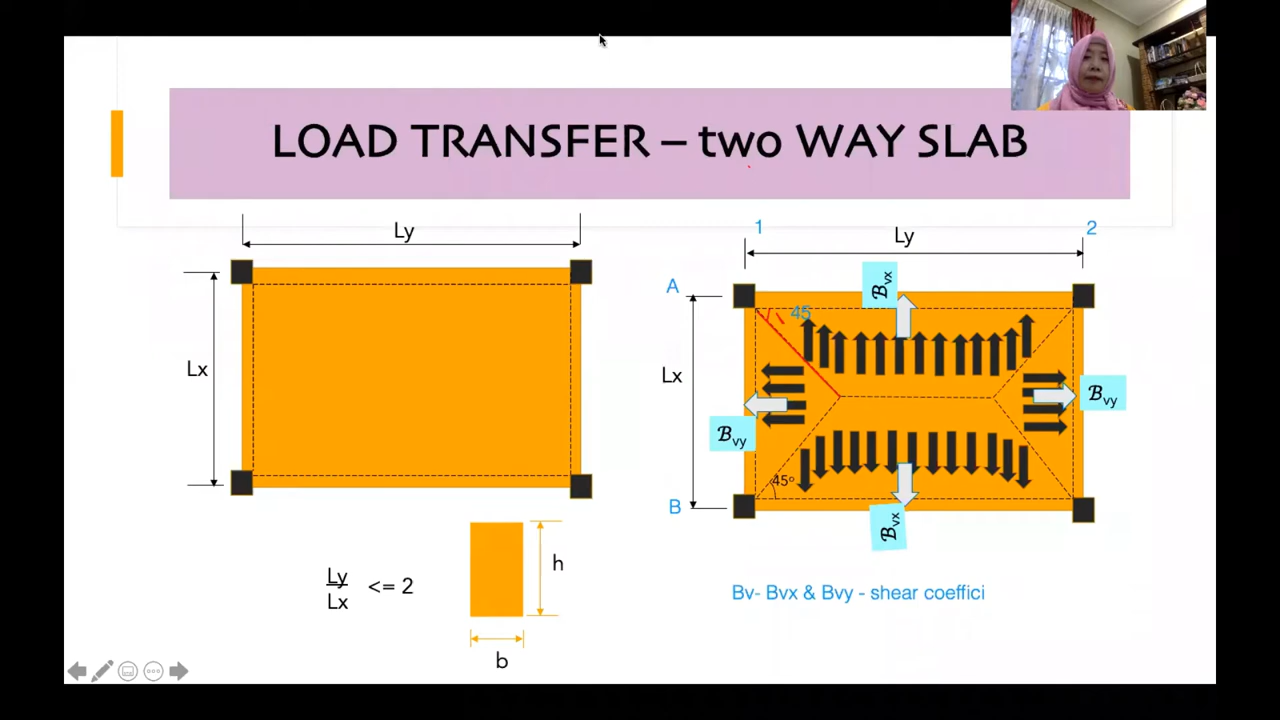 LOAD TRANSFER – two WAY SLAB
Ly
Lx
Ly
Lx
<= 2
h
b
1
2
Ly
A
Lx
B
ℬvx
45
ℬvy
ℬvy
45°
ℬvx
Bv- Bvx & Bvy - shear coeffici